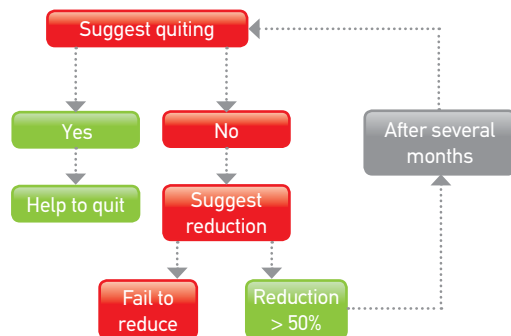 Suggest quiting
Yes
No
After several
months
Help to quit
Suggest
reduction
Fail to
reduce
Reduction
> 50%